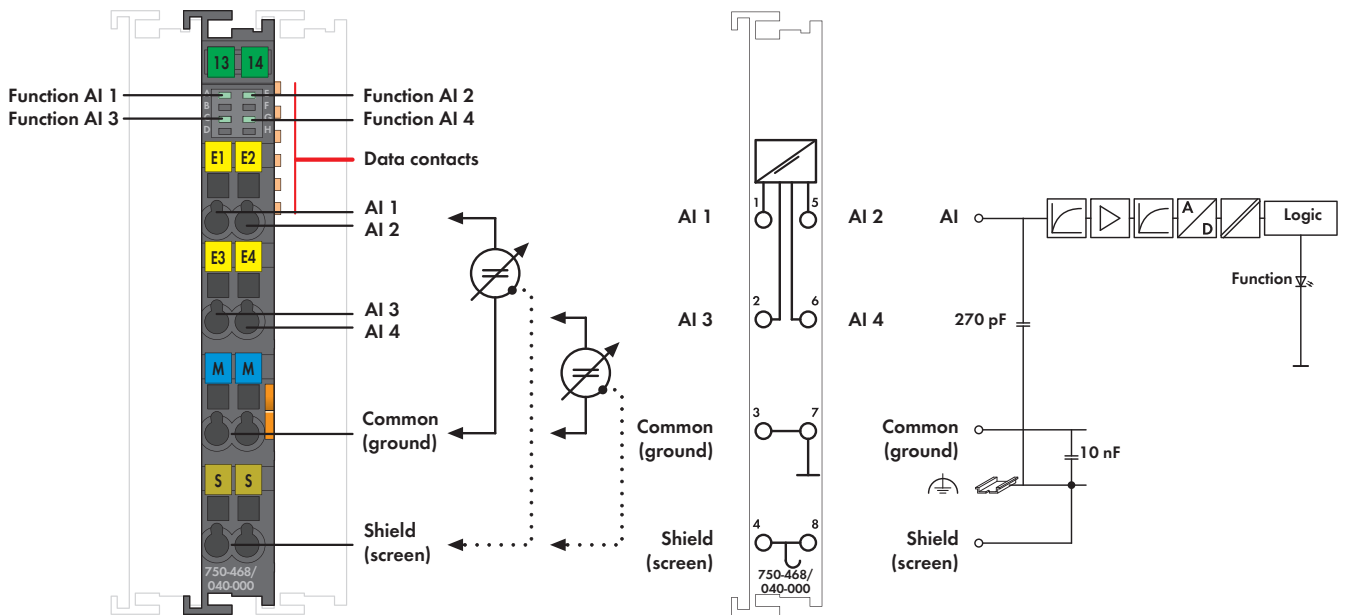 13 14
A E
B F
C G
D H
Function AI 1
Function AI 3
Function AI 2
Function AI 4
Data contacts
E1 E2
AI 1
AI 2
E3 E4
AI 3
AI 4
M M
Common
(ground)
S S
Shield
(screen)
750-468/
040-000
1 5
AI 1
AI 2
2 6
AI 3
AI 4
3 7
Common
(ground)
4 8
Shield
(screen)
750-468/
040-000
AI
A
D
Logic
Function
270 pF
Common
(ground)
10 nF
Shield
(screen)